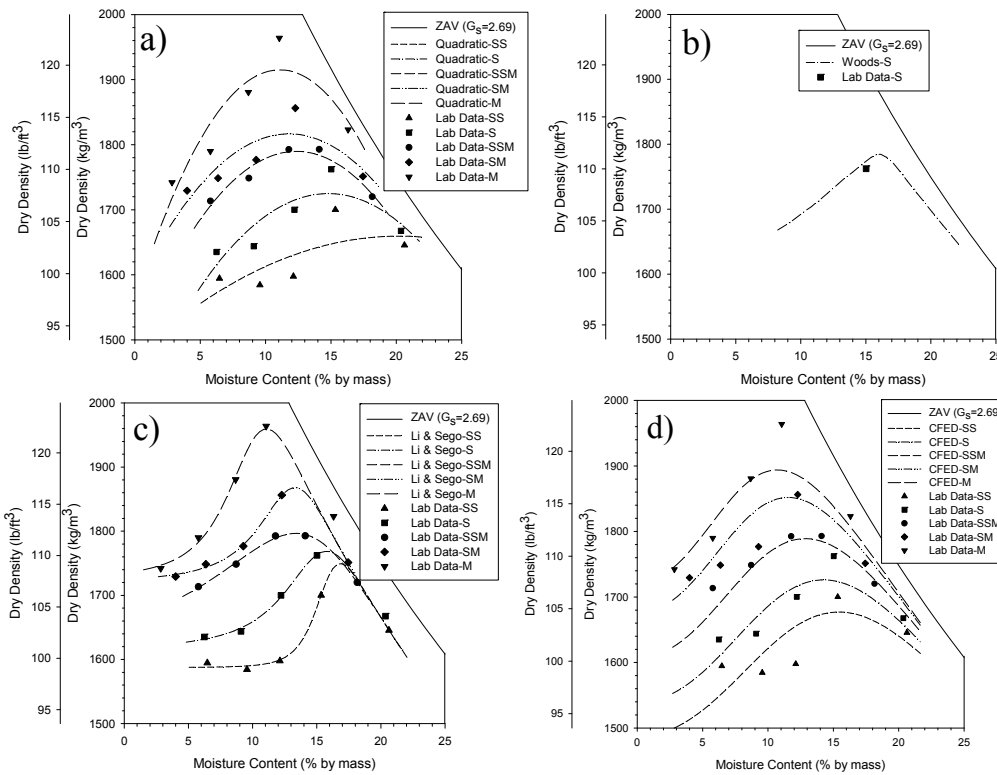 a)
ZAV (Gs=2.69)
Quadratic-SS
Quadratic-S
Quadratic-SSM
Quadratic-SM
Quadratic-M
Lab Data-SS
Lab Data-S
Lab Data-SSM
Lab Data-SM
Lab Data-M
Dry Density (lb/ft³)
120
115
110
105
100
95
Dry Density (kg/m³)
2000
1900
1800
1700
1600
1500
0 5 10 15 20 25
Moisture Content (% by mass)
b)
ZAV (Gs=2.69)
Woods-S
Lab Data-S
Dry Density (lb/ft³)
120
115
110
105
100
95
Dry Density (kg/m³)
2000
1900
1800
1700
1600
1500
0 5 10 15 20 25
Moisture Content (% by mass)
c)
ZAV (Gs=2.69)
Li & Sego-SS
Li & Sego-S
Li & Sego-SSM
Li & Sego-SM
Li & Sego-M
Lab Data-SS
Lab Data-S
Lab Data-SSM
Lab Data-SM
Lab Data-M
Dry Density (lb/ft³)
120
115
110
105
100
95
Dry Density (kg/m³)
2000
1900
1800
1700
1600
1500
0 5 10 15 20 25
Moisture Content (% by mass)
d)
ZAV (Gs=2.69)
CFED-SS
CFED-S
CFED-SSM
CFED-SM
CFED-M
Lab Data-SS
Lab Data-S
Lab Data-SSM
Lab Data-SM
Lab Data-M
Dry Density (lb/ft³)
120
115
110
105
100
95
Dry Density (kg/m³)
2000
1900
1800
1700
1600
1500
0 5 10 15 20 25
Moisture Content (% by mass)